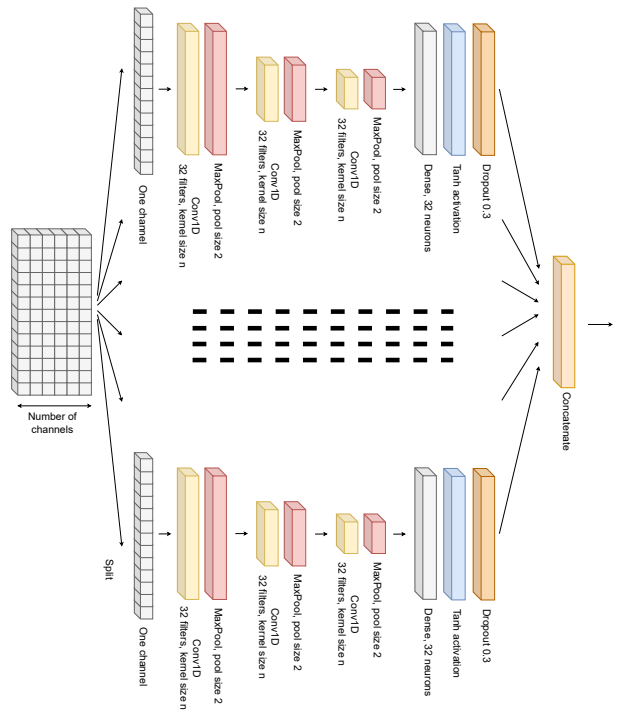 One channel
Conv1D
32 filters, kernel size n
MaxPool, pool size 2
Conv1D
32 filters, kernel size n
MaxPool, pool size 2
Conv1D
32 filters, kernel size n
MaxPool, pool size 2
Dense, 32 neurons
Tanh activation
Dropout 0.3
Number of
channels
Concatenate
Split
One channel
Conv1D
32 filters, kernel size n
MaxPool, pool size 2
Conv1D
32 filters, kernel size n
MaxPool, pool size 2
Conv1D
32 filters, kernel size n
MaxPool, pool size 2
Dense, 32 neurons
Tanh activation
Dropout 0.3